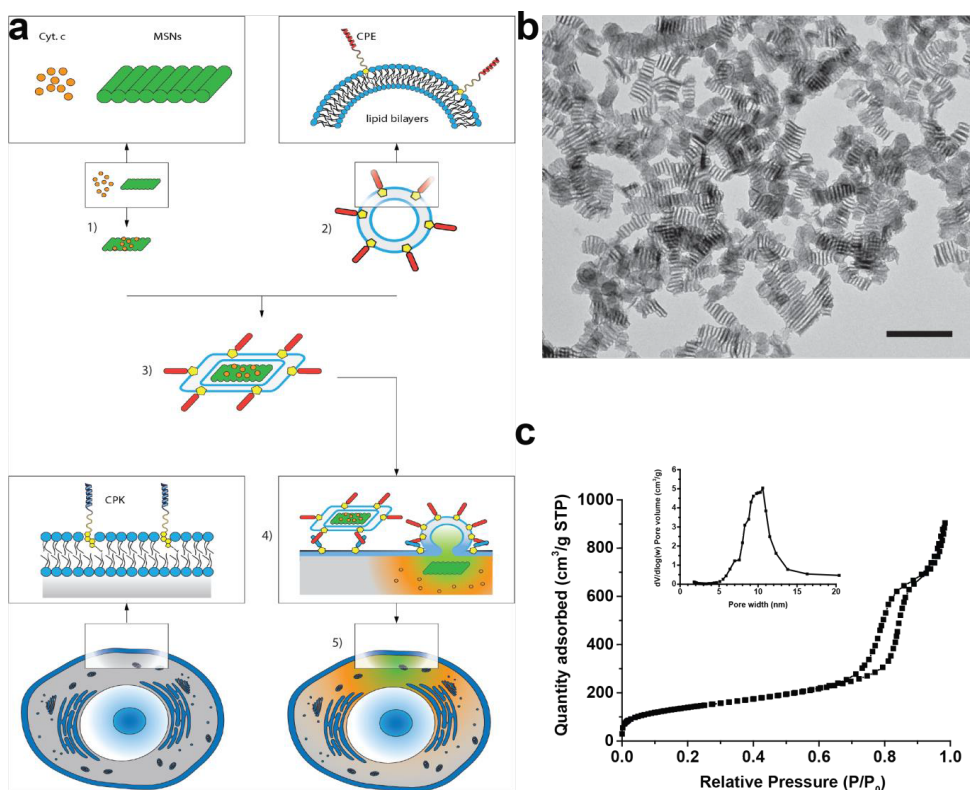 a
Cyt. c
MSNs
CPE
lipid bilayers
1)
2)
3)
CPK
4)
5)
b
c
Quantity adsorbed (cm³/g STP)
1000
900
800
600
400
200
0
0.0
0.2
0.4
0.6
0.8
1.0
Relative Pressure (P/P₀)
dV/dlog(w) Pore volume (cm³/g)
6
5
4
3
2
1
0
0
5
10
15
20
Pore width (nm)